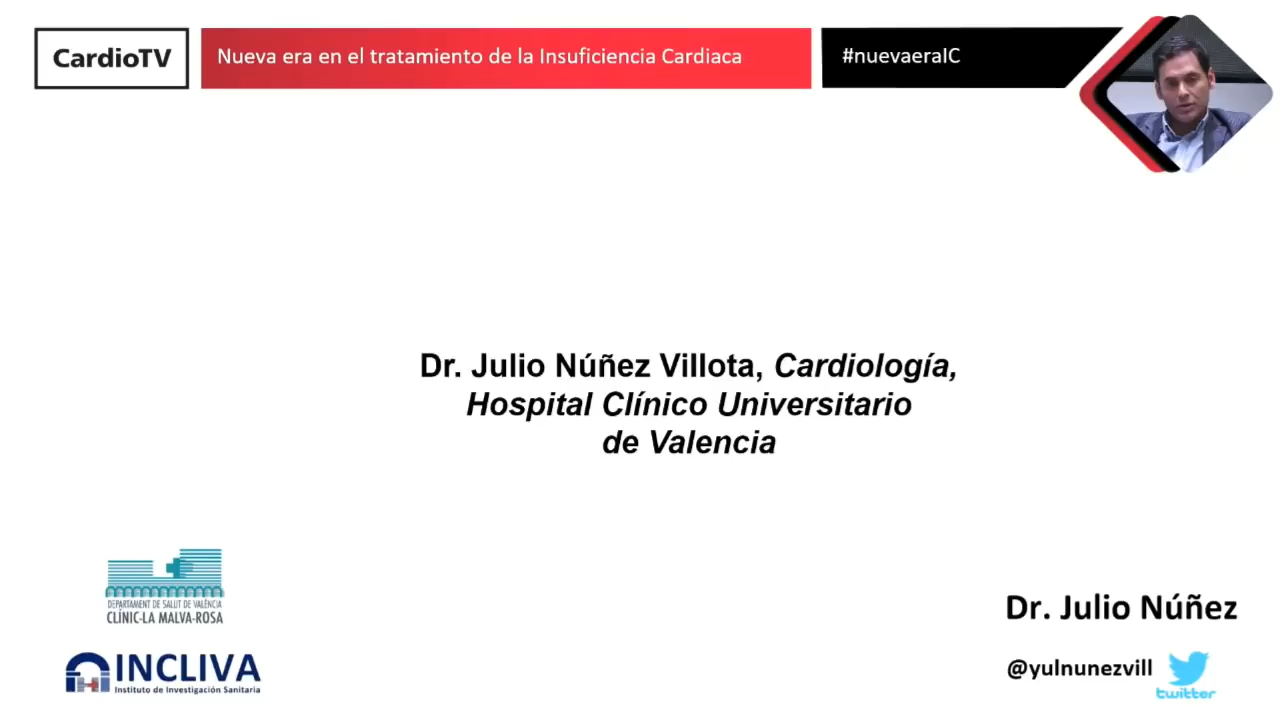 CardioTV
Nueva era en el tratamiento de la Insuficiencia Cardiaca
#nuevaeraIC
Dr. Julio Núñez Villota, Cardiología,
Hospital Clínico Universitario
de Valencia
DEPARTAMENT DE SALUT DE VALÈNCIA
CLÍNIC-LA MALVA-ROSA
INCLIVA
Instituto de Investigación Sanitaria
Dr. Julio Núñez
@yulnunezvill
twitter